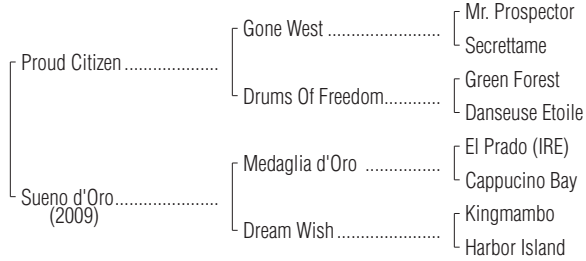 Mr. Prospector
Gone West
Secrettame
Proud Citizen
Green Forest
Drums Of Freedom
Danseuse Etoile
El Prado (IRE)
Medaglia d'Oro
Cappucino Bay
Sueno d'Oro
(2009)
Kingmambo
Dream Wish
Harbor Island